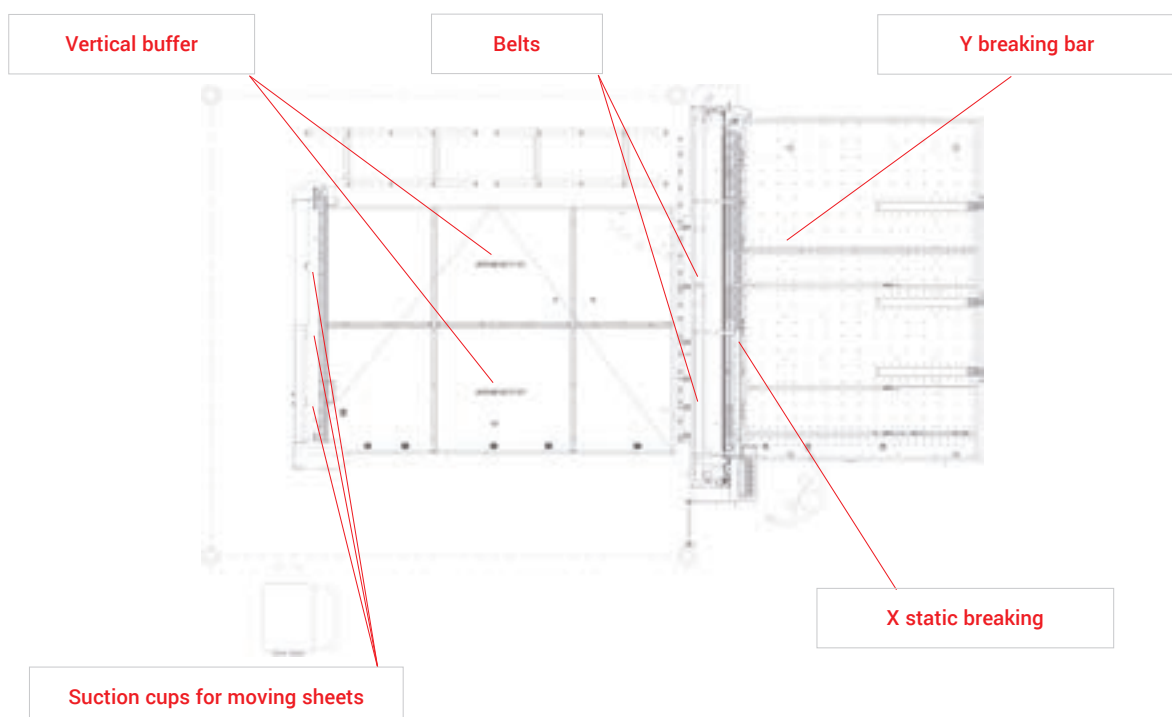 Vertical buffer
Belts
Y breaking bar
X static breaking
Suction cups for moving sheets